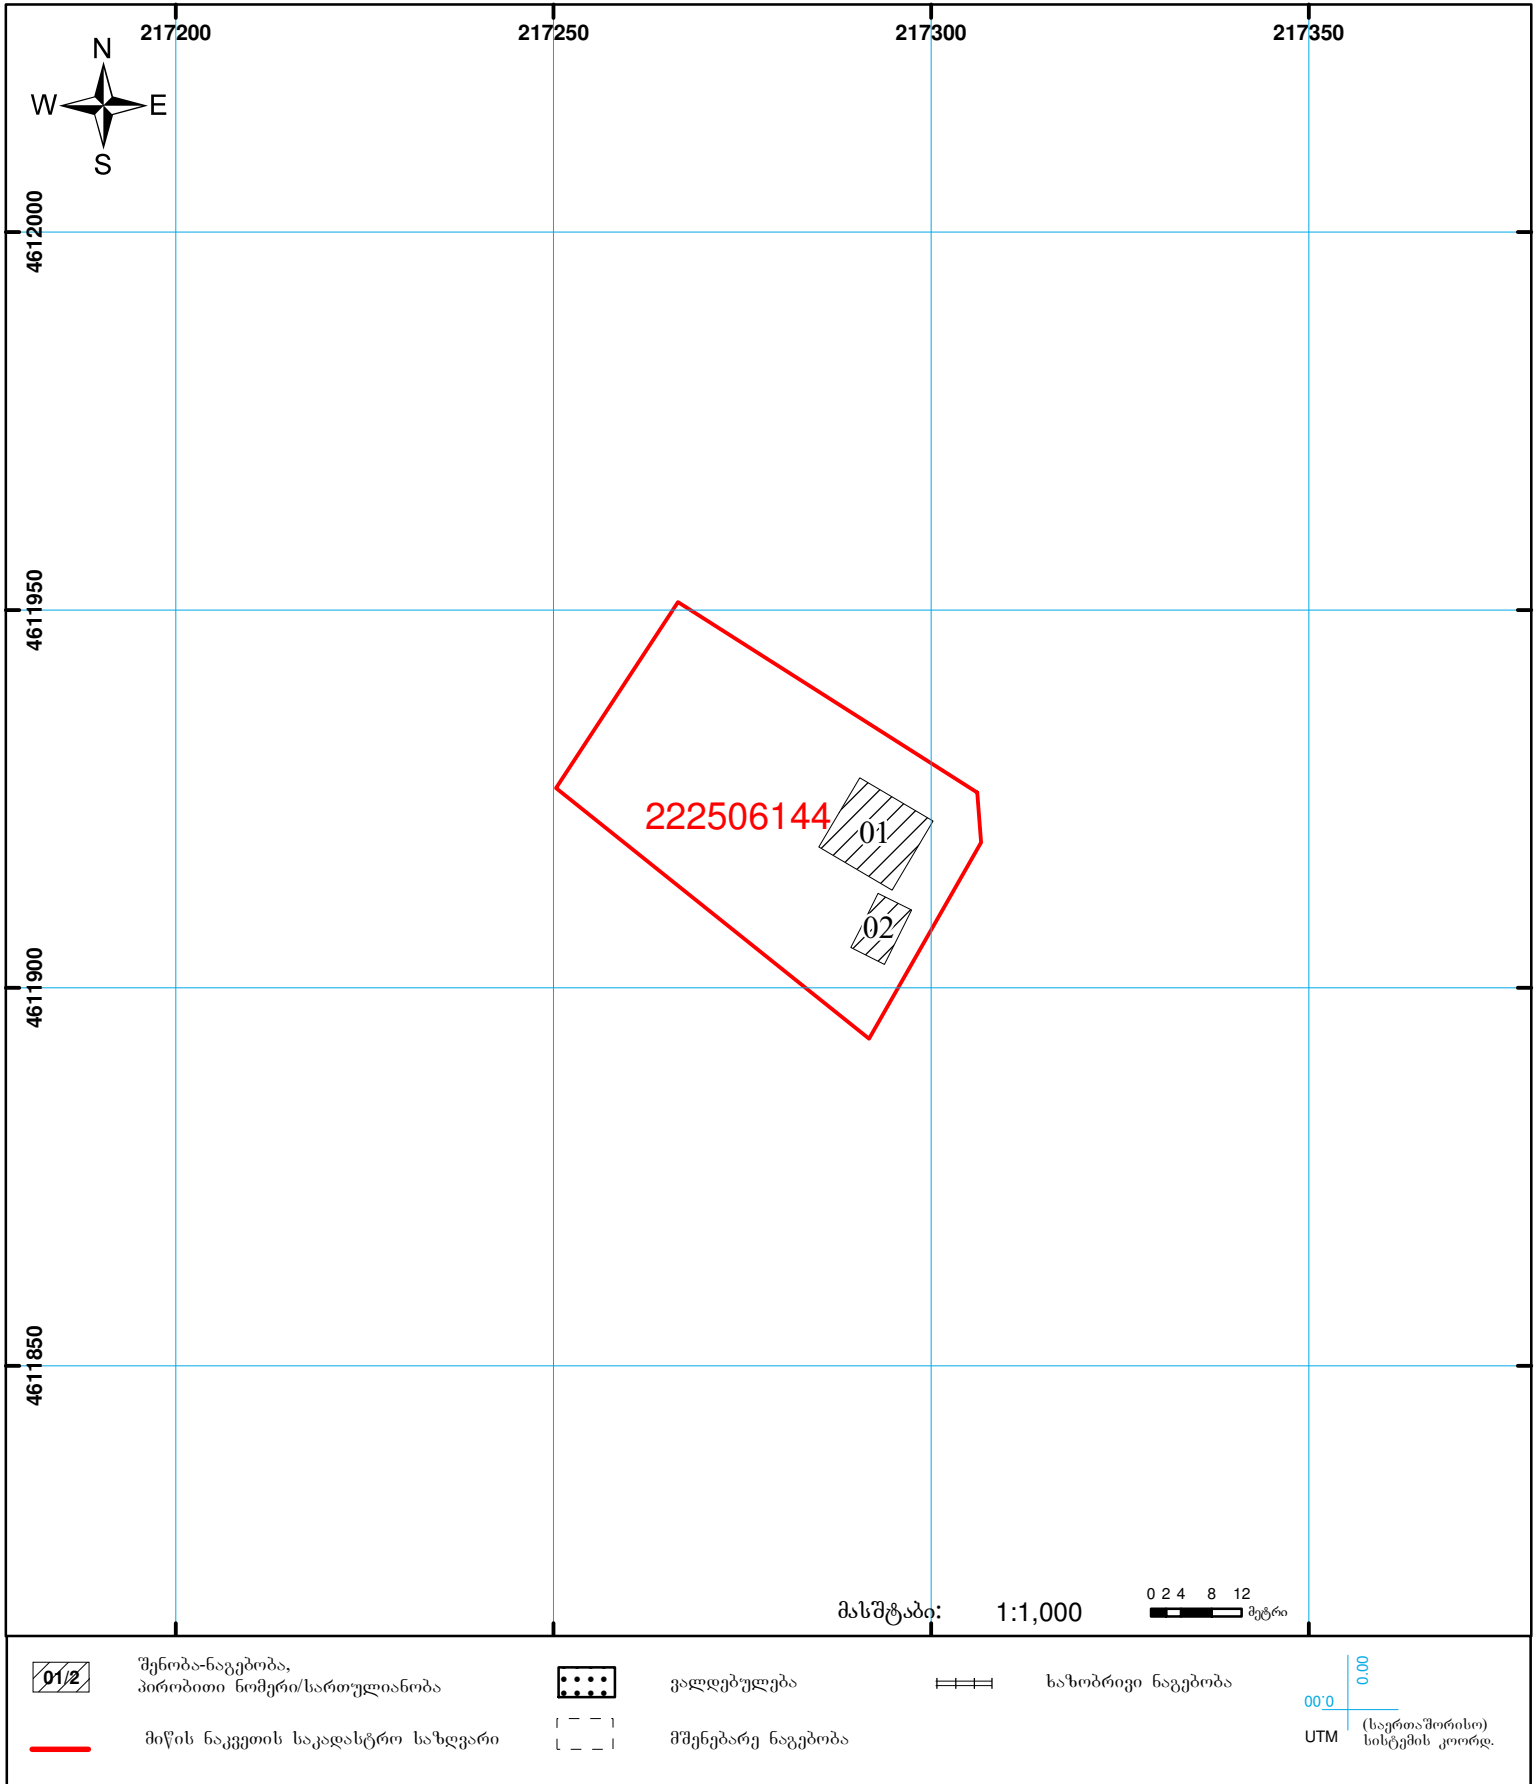 217200 217250 217300 217350
N
W E
S
4612000
4611950
4611900
4611850
222506144
01
02
მასშტაბი: 1:1,000
0 2 4 8 12
მეტრი
01/2
შენობა-ნაგებობა,
პირობითი ნომერი/სართულიანობა
ვალდებულება
ხაზობრივი ნაგებობა
მიწის ნაკვეთის საკადასტრო საზღვარი
მშენებარე ნაგებობა
0.00
0.00
UTM
(საერთაშორისო)
სისტემის კოორდ.